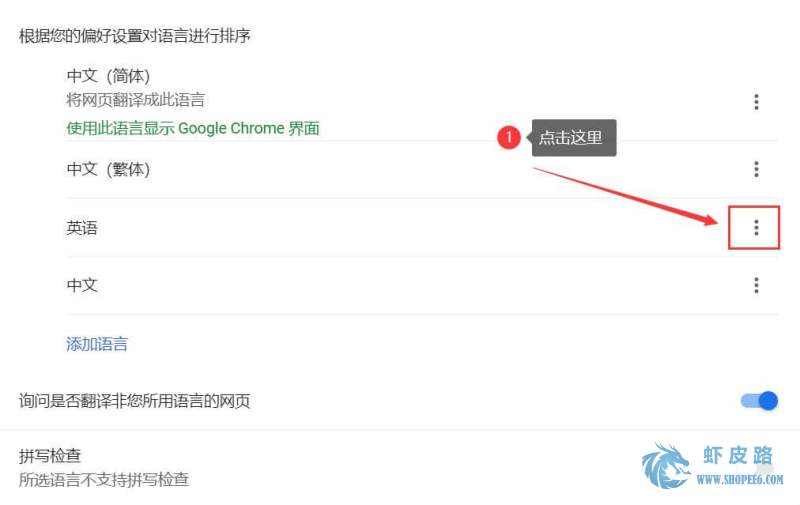 根据您的偏好设置对语言进行排序
中文（简体）
将网页翻译成此语言
使用此语言显示 Google Chrome 界面
1 点击这里
中文（繁体）
英语
中文
添加语言
询问是否翻译非您所用语言的网页
拼写检查
所选语言不支持拼写检查
虾皮路
WWW.SHOPEE6.COM